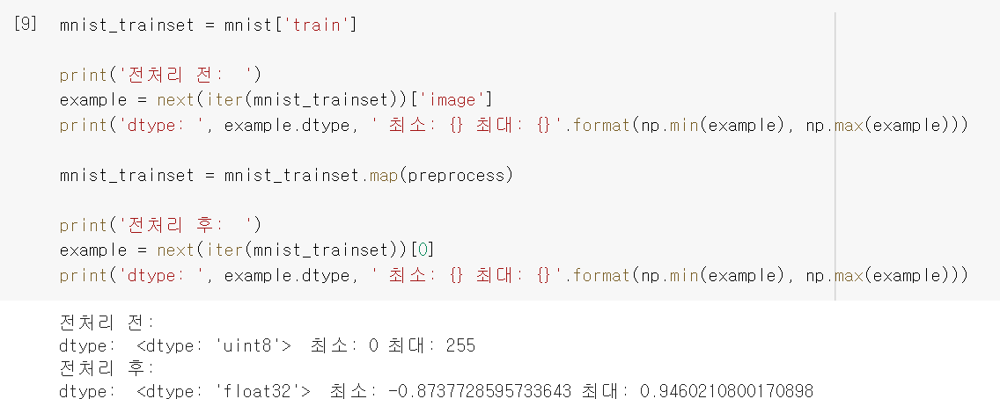 [9] mnist_trainset = mnist['train']
print('전처리 전:  ')
example = next(iter(mnist_trainset))['image']
print('dtype: ', example.dtype, ' 최소: {} 최대: {}'.format(np.min(example), np.max(example)))
mnist_trainset = mnist_trainset.map(preprocess)
print('전처리 후:  ')
example = next(iter(mnist_trainset))[0]
print('dtype: ', example.dtype, ' 최소: {} 최대: {}'.format(np.min(example), np.max(example)))
전처리 전:
dtype:  <dtype: 'uint8'>  최소: 0 최대: 255
전처리 후:
dtype:  <dtype: 'float32'>  최소: -0.8737728595733643 최대: 0.9460210800170898